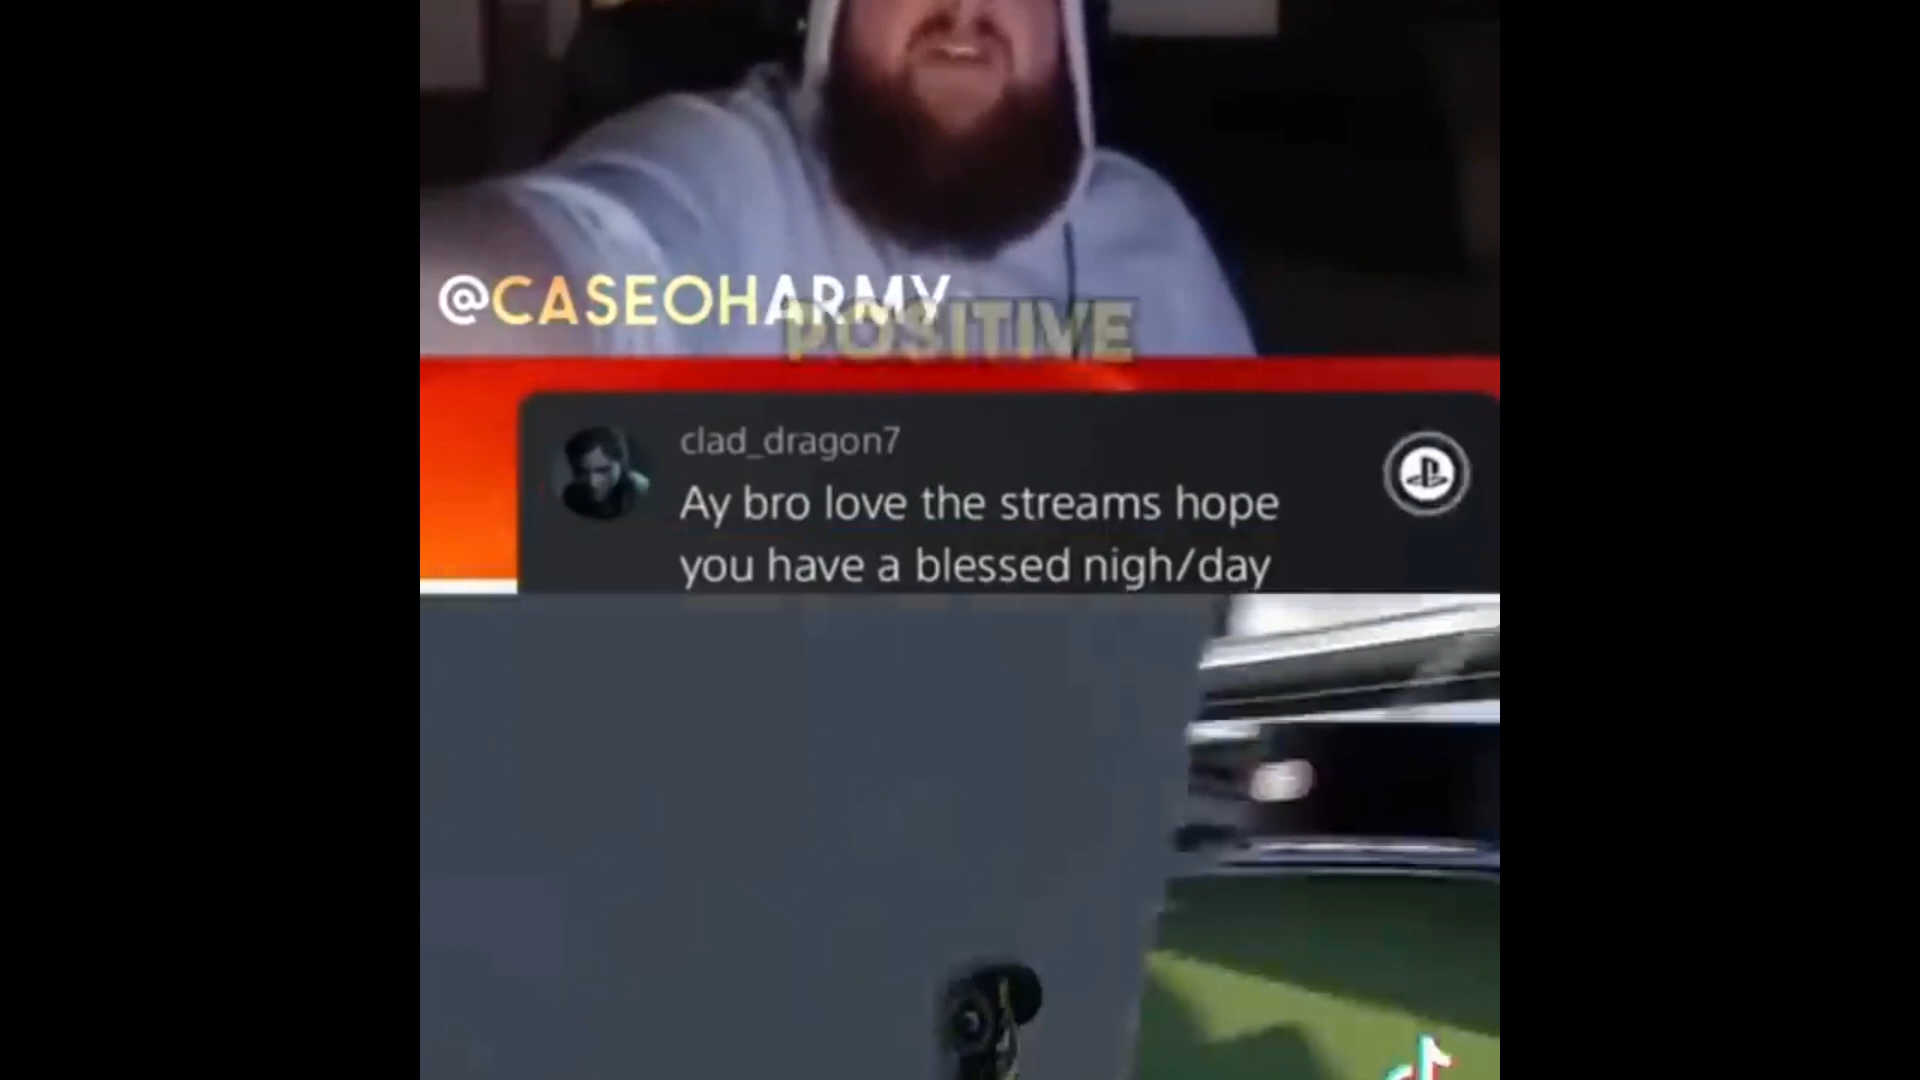 @CASEOHARMY
POSITIVE
clad_dragon7
Ay bro love the streams hope
you have a blessed nigh/day